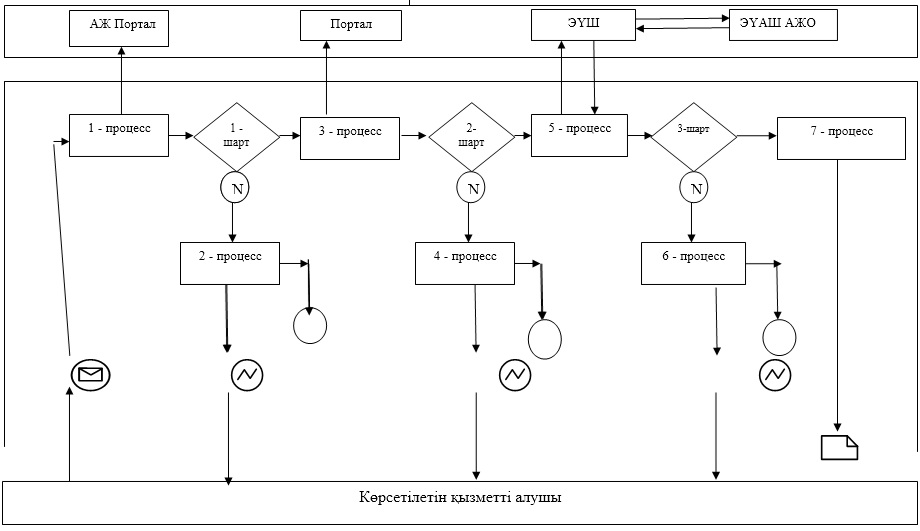 АЖ Портал
Портал
ЭҮШ
ЭҮАШ АЖО
1 - процесс
1 -
шарт
3 - процесс
2-
шарт
5 - процесс
3-шарт
7 - процесс
N
N
N
2 - процесс
4 - процесс
6 - процесс
Көрсетілетін қызметті алушы